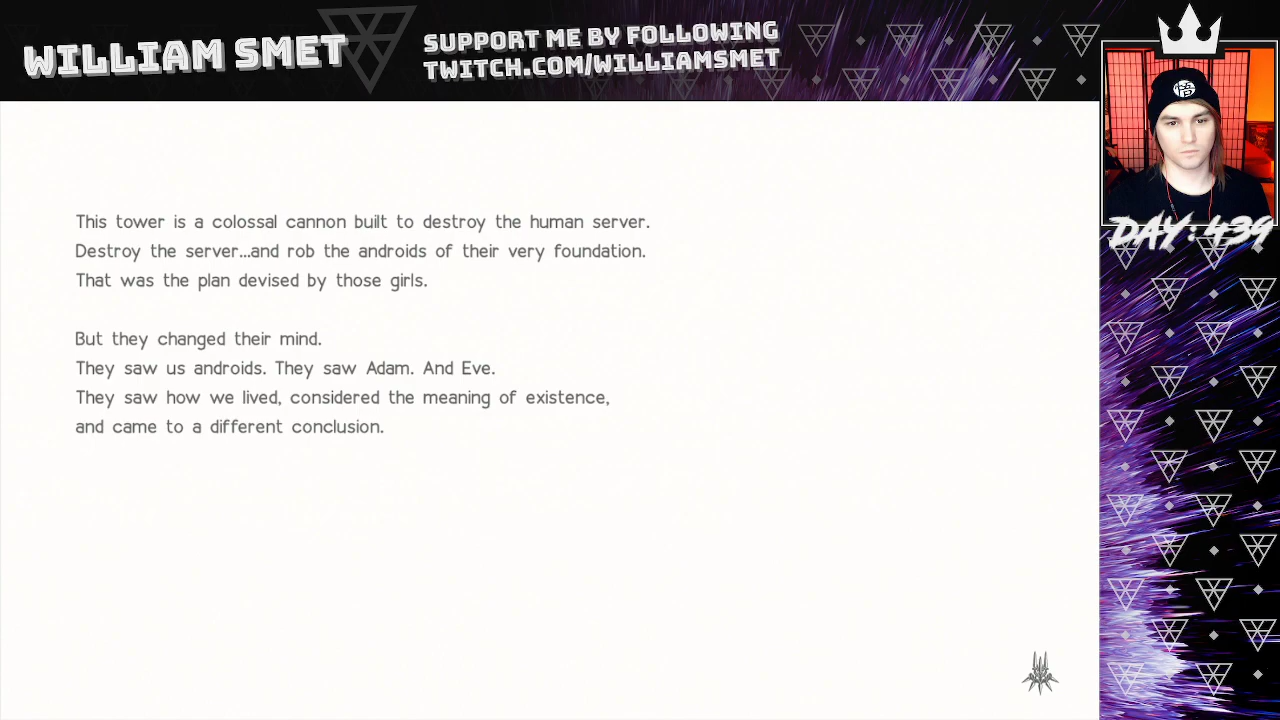 WILLIAM SMET
SUPPORT ME BY FOLLOWING
TWITCH.COM/WILLIAMSMET
DAY:439
This tower is a colossal cannon built to destroy the human server.
Destroy the server...and rob the androids of their very foundation.
That was the plan devised by those girls.
But they changed their mind.
They saw us androids. They saw Adam. And Eve.
They saw how we lived, considered the meaning of existence,
and came to a different conclusion.